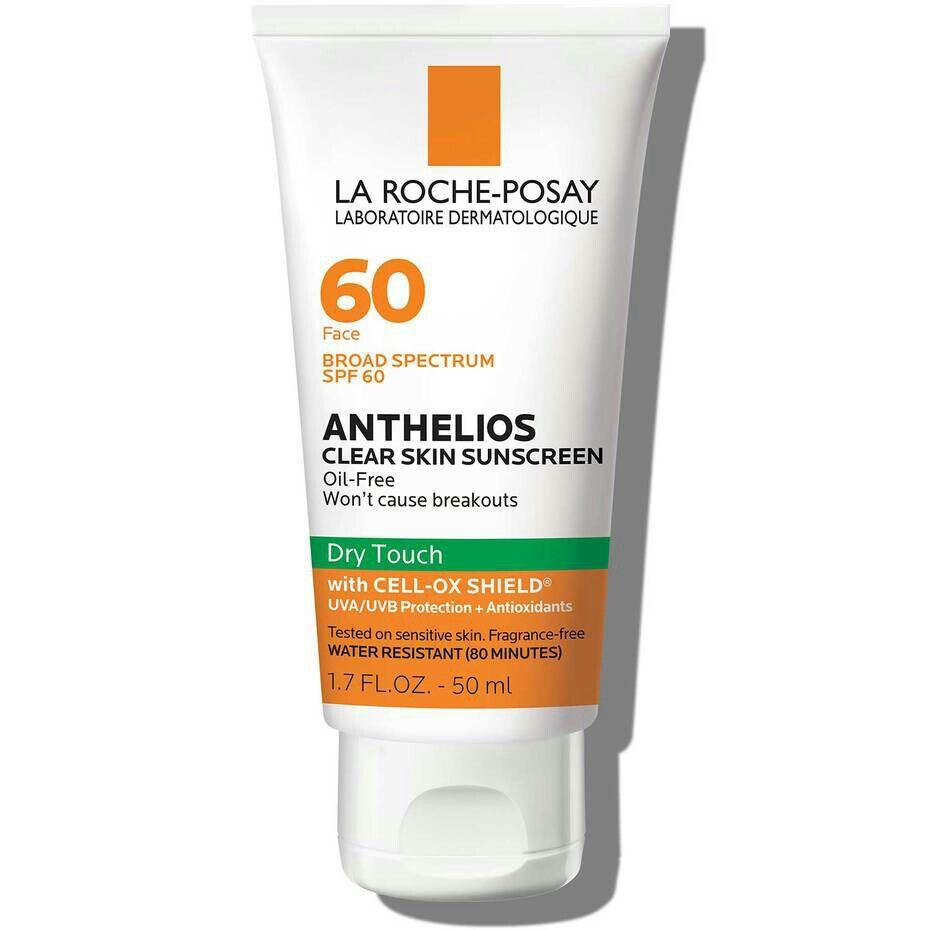 LA ROCHE-POSAY
LABORATOIRE DERMATOLOGIQUE
60
Face
BROAD SPECTRUM
SPF 60
ANTHELIOS
CLEAR SKIN SUNSCREEN
Oil-Free
Won't cause breakouts
Dry Touch
with CELL-OX SHIELD®
UVA/UVB Protection + Antioxidants
Tested on sensitive skin. Fragrance-free
WATER RESISTANT (80 MINUTES)
1.7 FL.OZ. - 50 ml